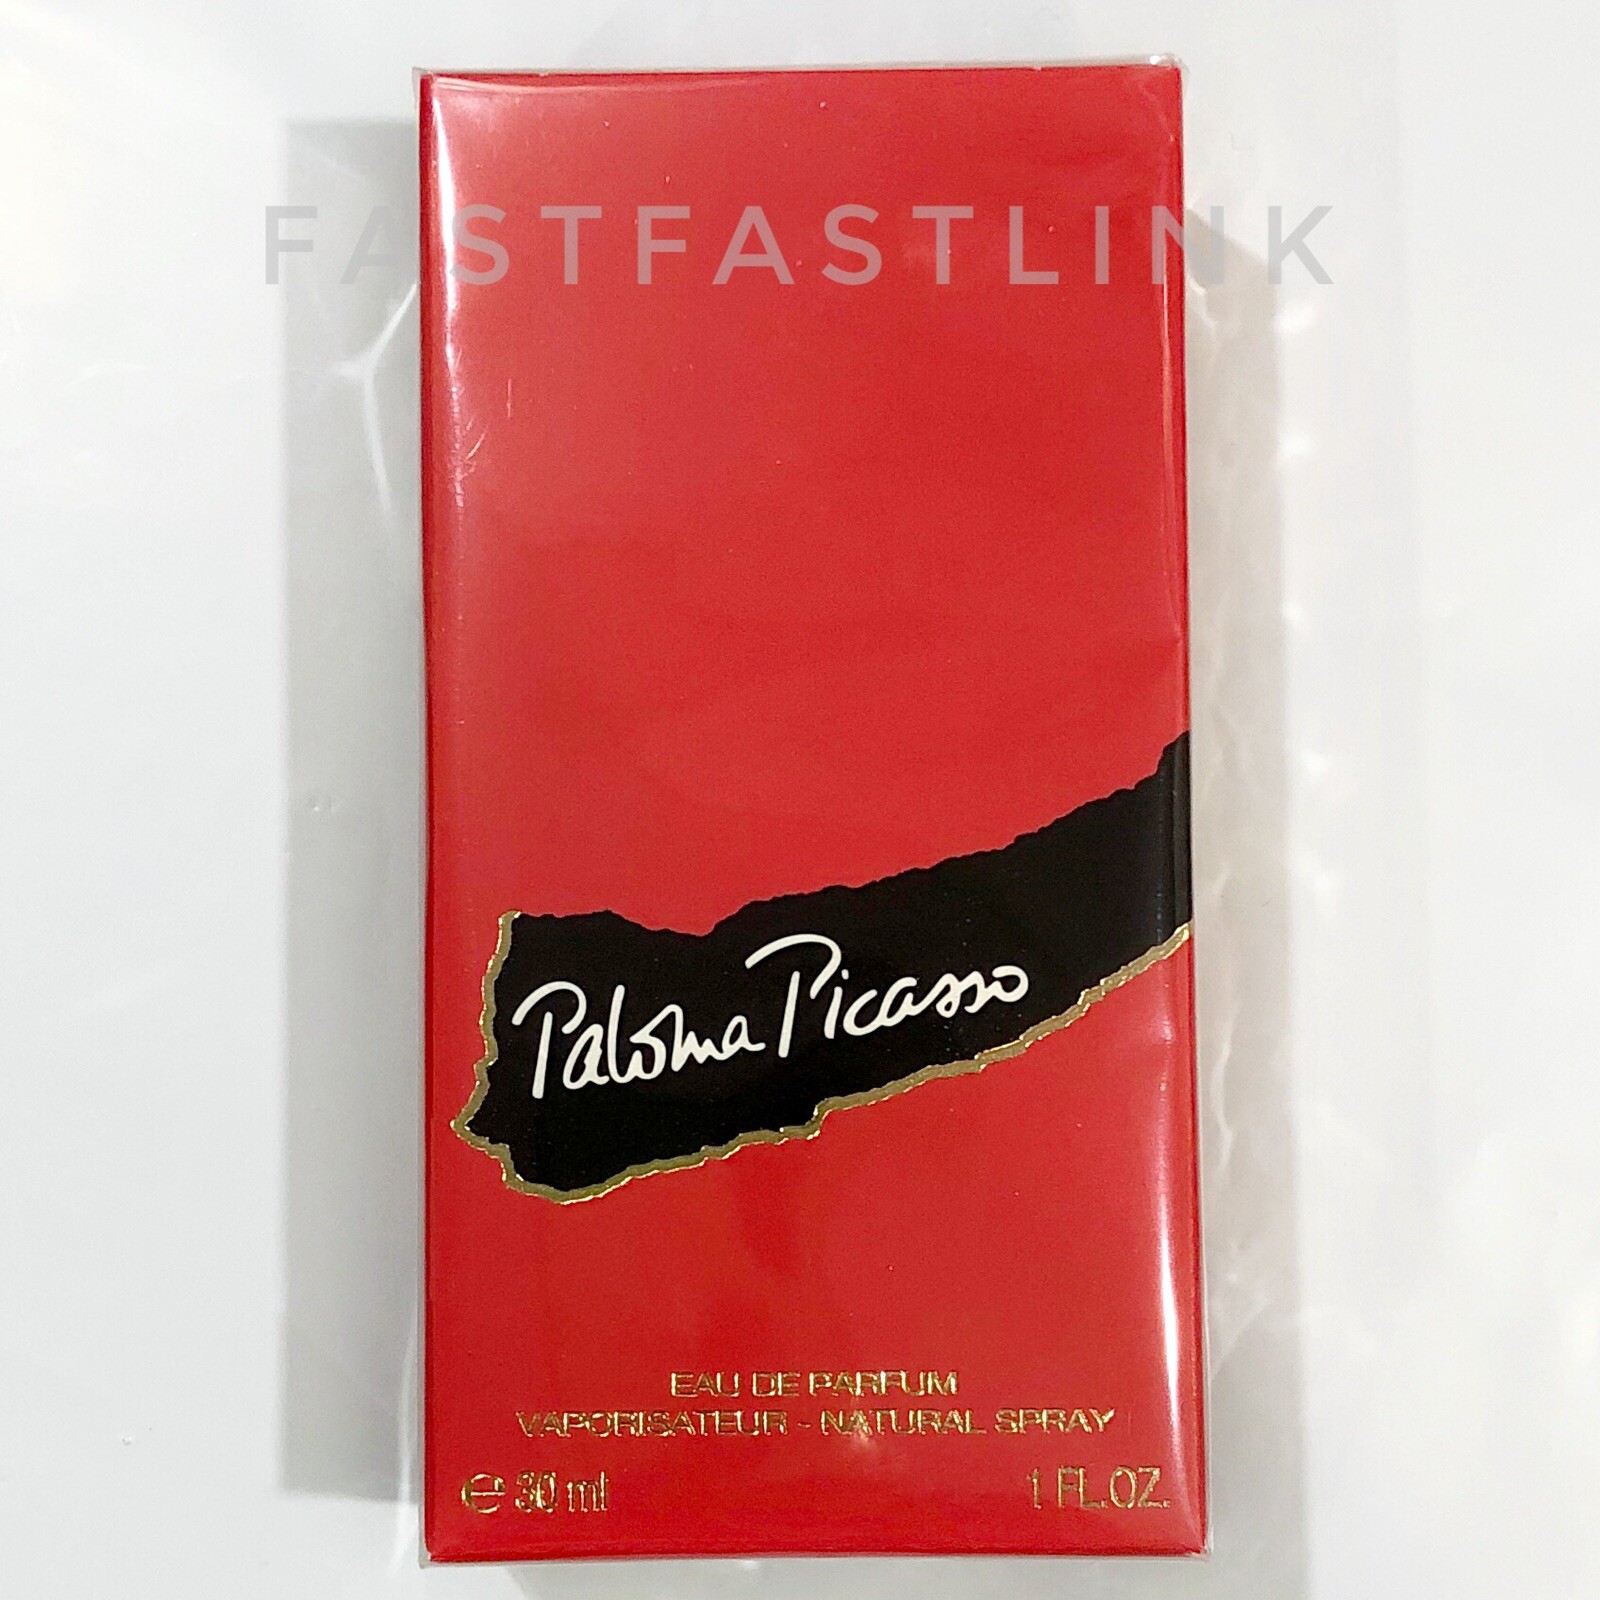 FASTFASTLINK
Paloma Picasso
EAU DE PARFUM
VAPORISATEUR - NATURAL SPRAY
℮ 30 ml
1 FL.OZ.